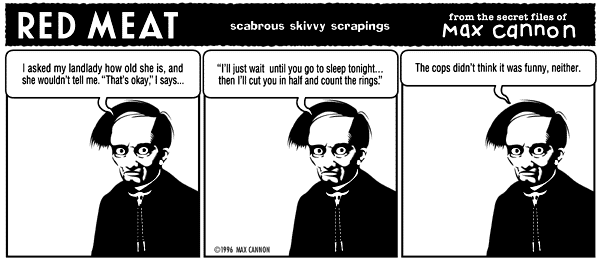 RED MEAT
scabrous skivvy scrapings
from the secret files of
Max cannon
I asked my landlady how old she is, and
she wouldn't tell me. "That's okay," I says...
"I'll just wait until you go to sleep tonight...
then I'll cut you in half and count the rings."
©1996 MAX CANNON
The cops didn't think it was funny, neither.